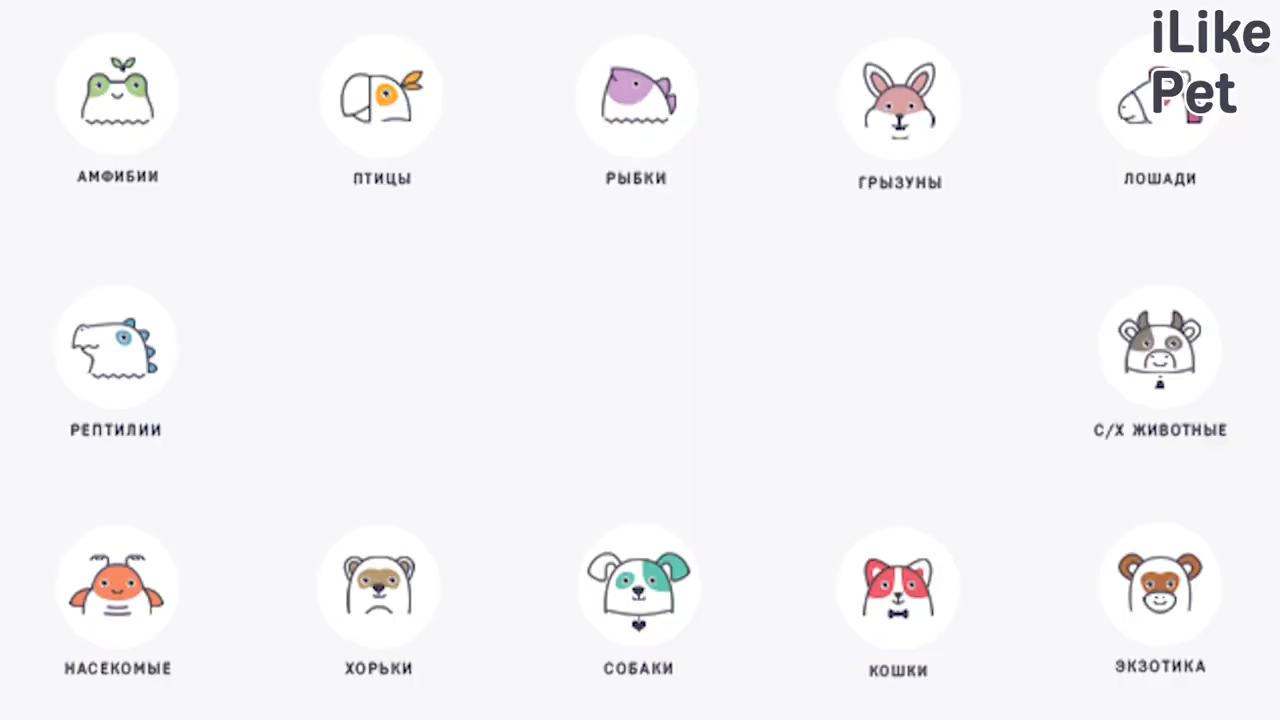 iLike
Pet
АМФИБИИ
ПТИЦЫ
РЫБКИ
ГРЫЗУНЫ
ЛОШАДИ
РЕПТИЛИИ
С/Х ЖИВОТНЫЕ
НАСЕКОМЫЕ
ХОРЬКИ
СОБАКИ
КОШКИ
ЭКЗОТИКА